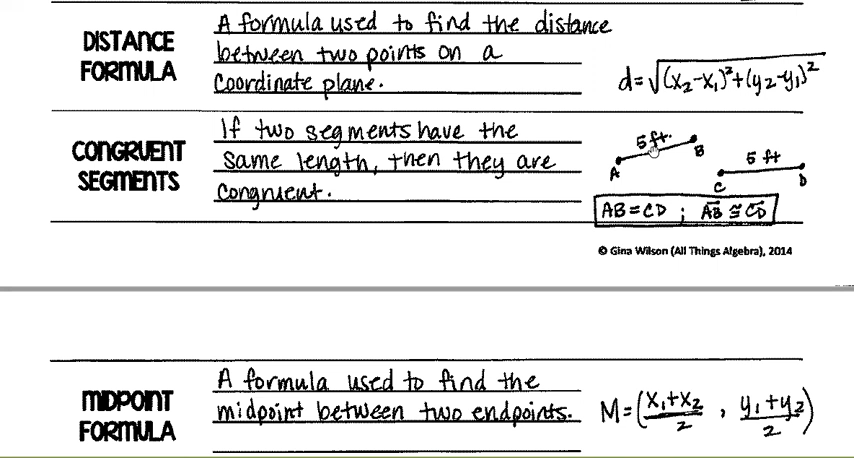 DISTANCE
FORMULA
A formula used to find the distance
between two points on a
coordinate plane.
d=√(x₂-x₁)²+(y₂-y₁)²
CONGRUENT
SEGMENTS
If two segments have the
same length, then they are
congruent.
5 ft.
A
B
5 ft
C
D
AB=CD ; AB ≅ CD
© Gina Wilson (All Things Algebra), 2014
MIDPOINT
FORMULA
A formula used to find the
midpoint between two endpoints.
M=(x₁+x₂/2 , y₁+y₂/2)